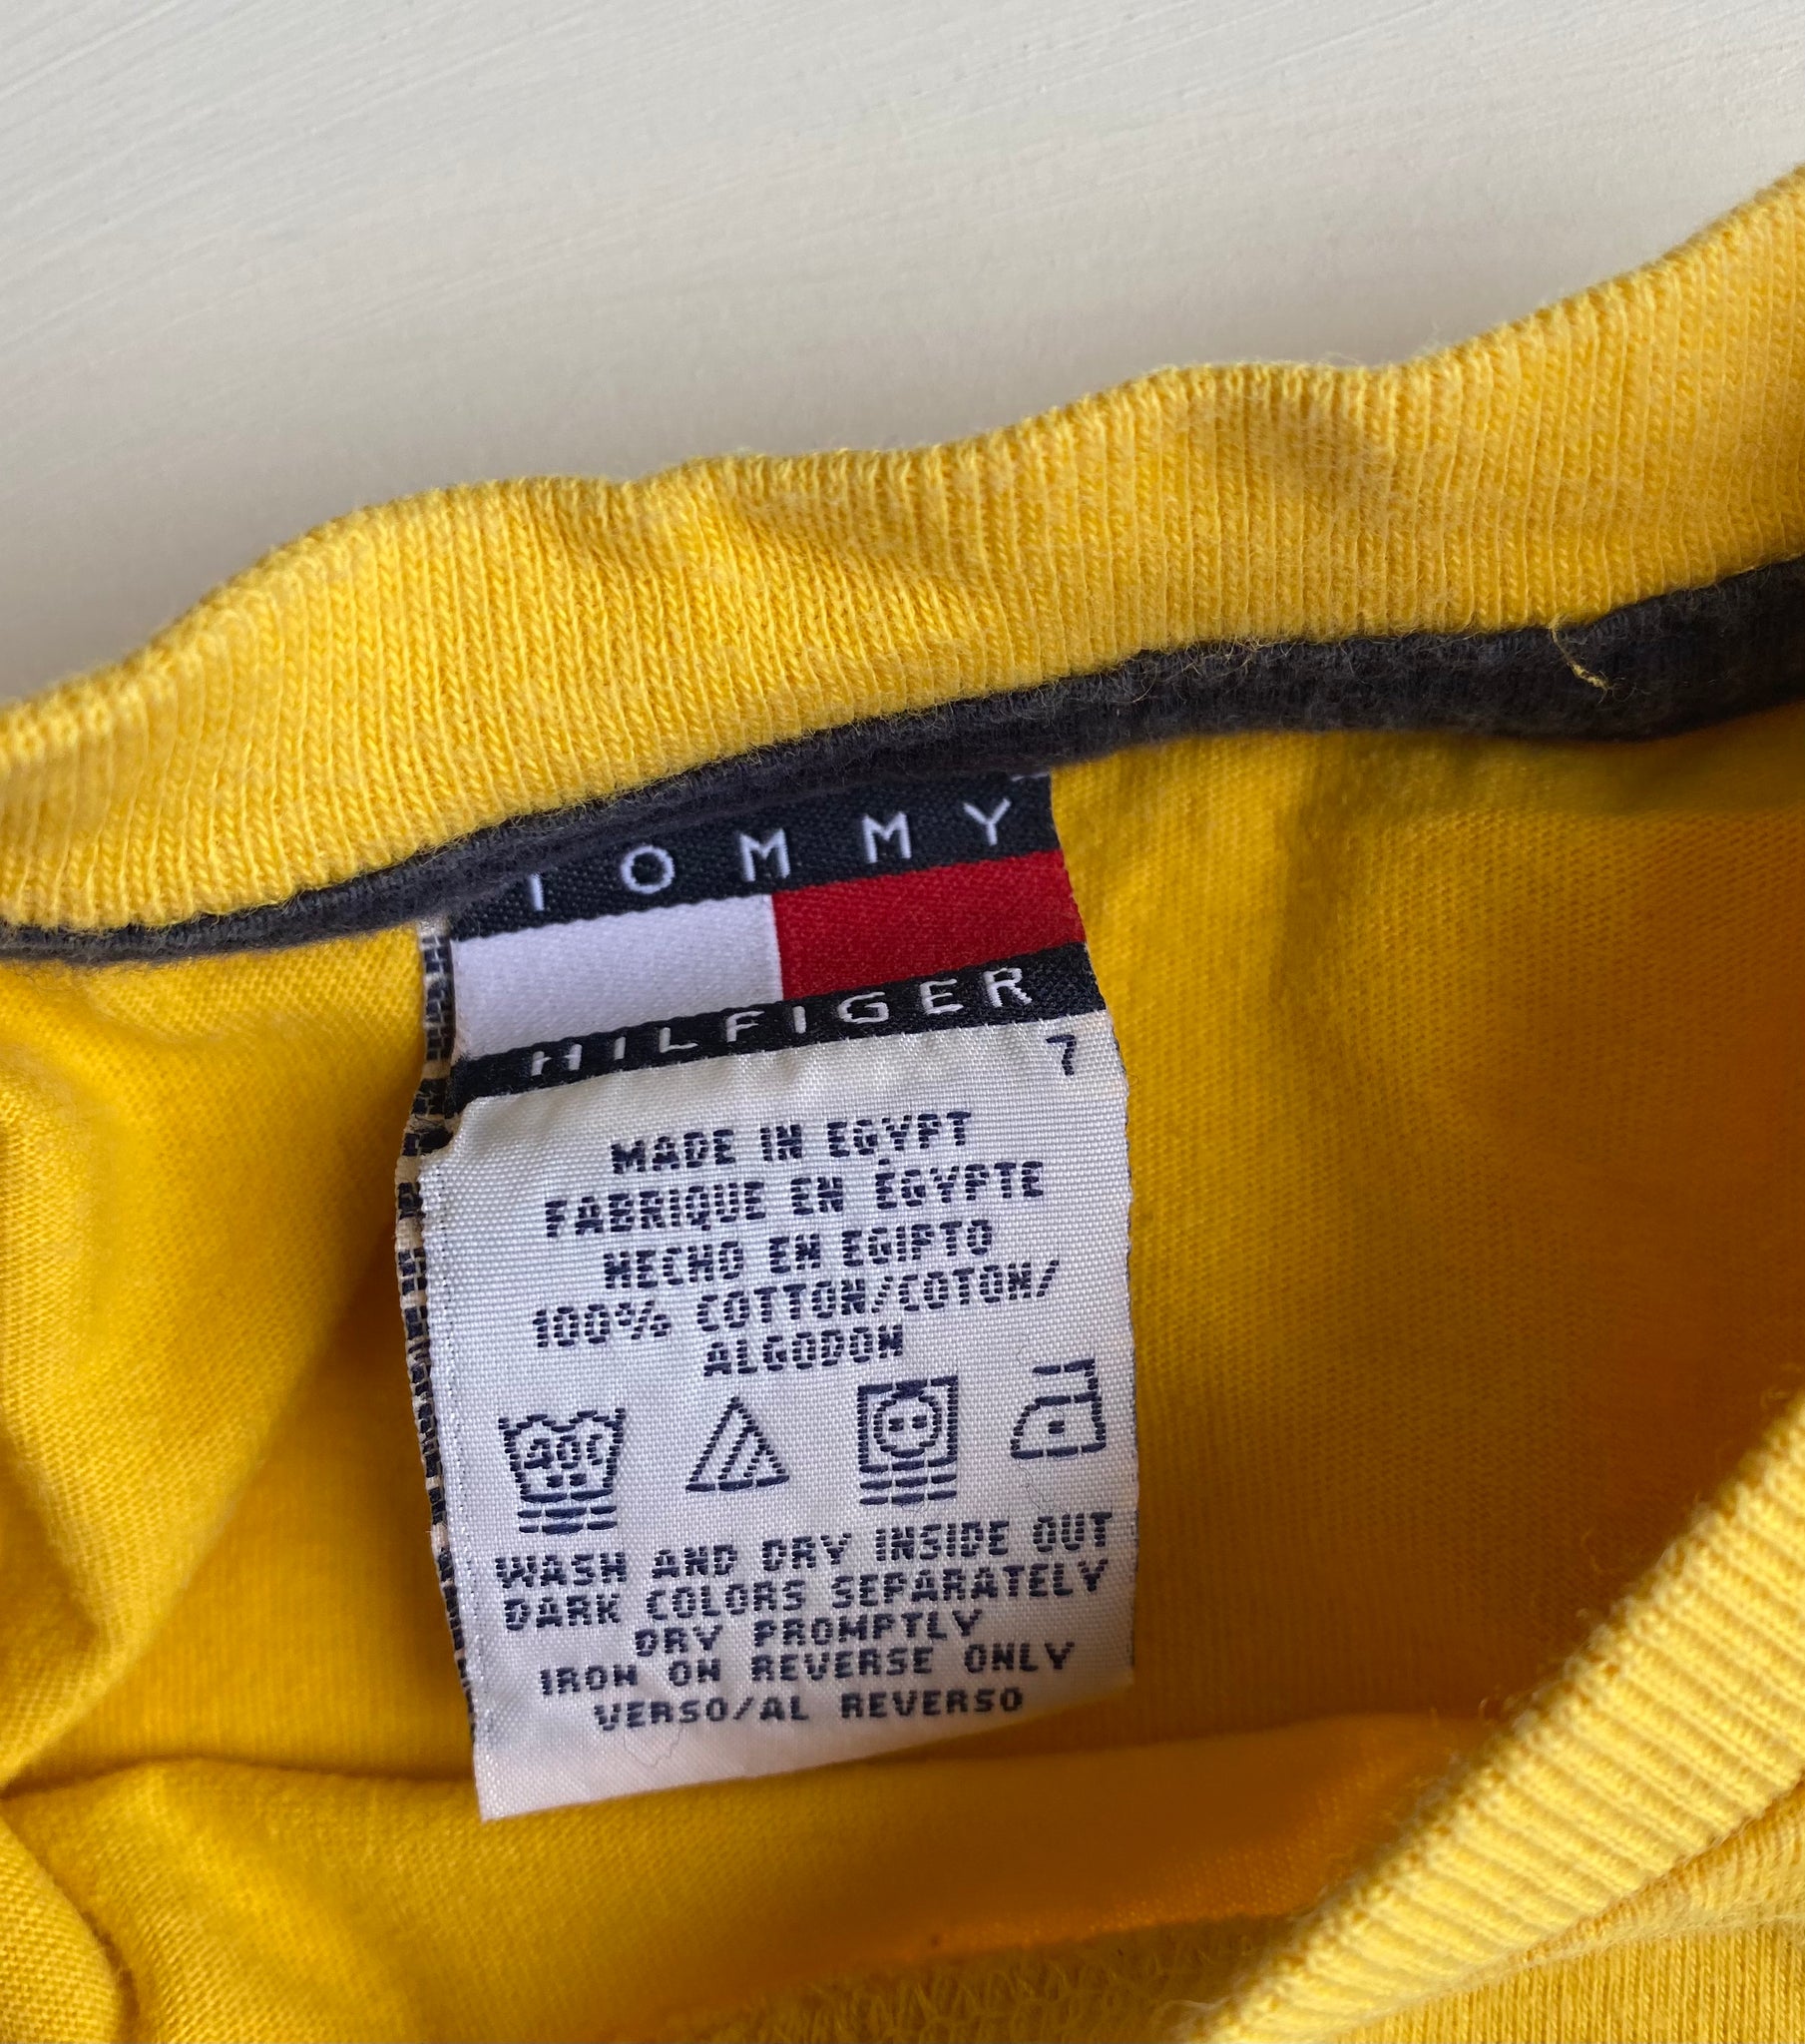 TOMMY
HILFIGER
7
MADE IN EGYPT
FABRIQUE EN ÉGYPTE
HECHO EN EGIPTO
100% COTTON/COTON/
ALGODON
40C
WASH AND DRY INSIDE OUT
DARK COLORS SEPARATELY
DRY PROMPTLY
IRON ON REVERSE ONLY
VERSO/AL REVERSO